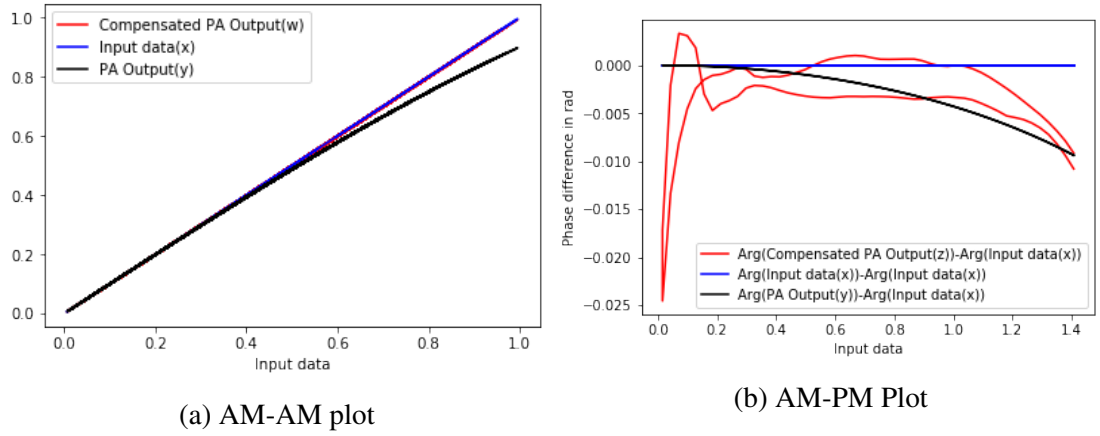 1.0
0.8
0.6
0.4
0.2
0.0
Compensated PA Output(w)
Input data(x)
PA Output(y)
0.0 0.2 0.4 0.6 0.8 1.0
Input data
(a) AM-AM plot
Phase difference in rad
0.000
−0.005
−0.010
−0.015
−0.020
−0.025
Arg(Compensated PA Output(z))-Arg(Input data(x))
Arg(Input data(x))-Arg(Input data(x))
Arg(PA Output(y))-Arg(Input data(x))
0.0 0.2 0.4 0.6 0.8 1.0 1.2 1.4
Input data
(b) AM-PM Plot